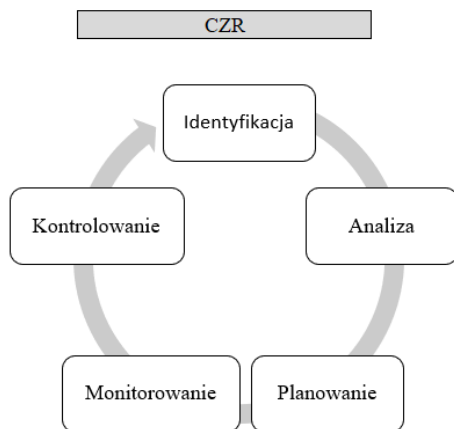 CZR
Identyfikacja
Analiza
Planowanie
Monitorowanie
Kontrolowanie